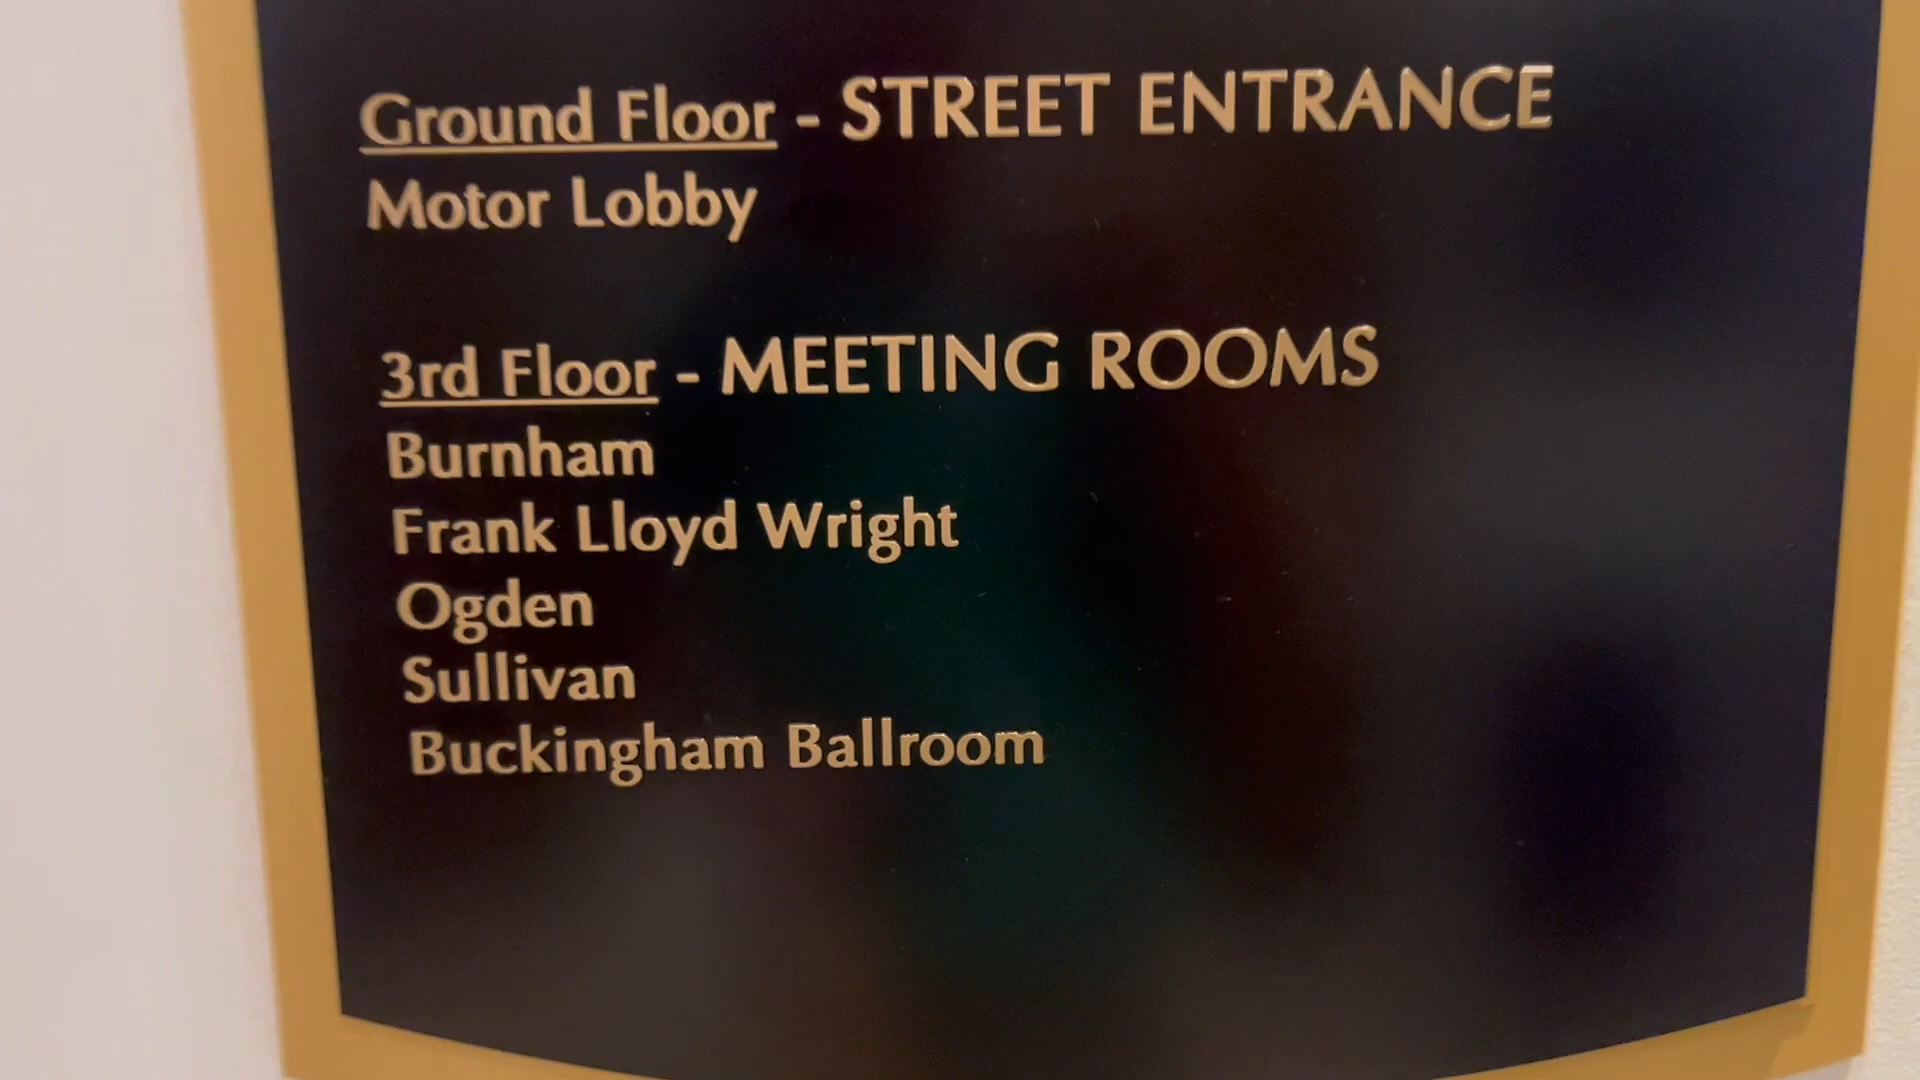 Ground Floor - STREET ENTRANCE
Motor Lobby
3rd Floor - MEETING ROOMS
Burnham
Frank Lloyd Wright
Ogden
Sullivan
Buckingham Ballroom